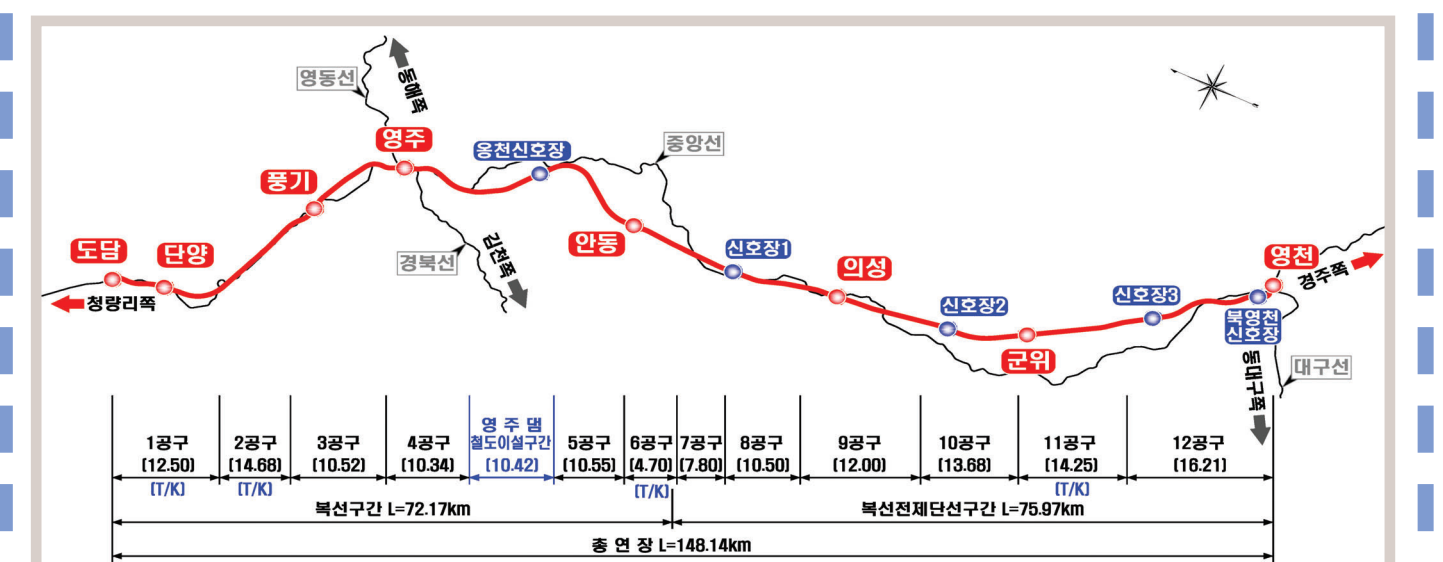 영동선
동해쪽
영주
옹천신호장
중앙선
풍기
도담
단양
경북선
김천쪽
안동
신호장1
의성
영천
경주쪽
청량리쪽
신호장2
신호장3
군위
북영천
신호장
동대구쪽
대구선
1공구
(12.50)
(T/K)
2공구
(14.68)
(T/K)
3공구
(10.52)
4공구
(10.34)
영 주 댐
철도이설구간
(10.42)
5공구
(10.55)
6공구
(4.70)
(T/K)
7공구
(7.80)
8공구
(10.50)
9공구
(12.00)
10공구
(13.68)
11공구
(14.25)
(T/K)
12공구
(16.21)
복선구간 L=72.17km
복선전제단선구간 L=75.97km
총 연 장 L=148.14km